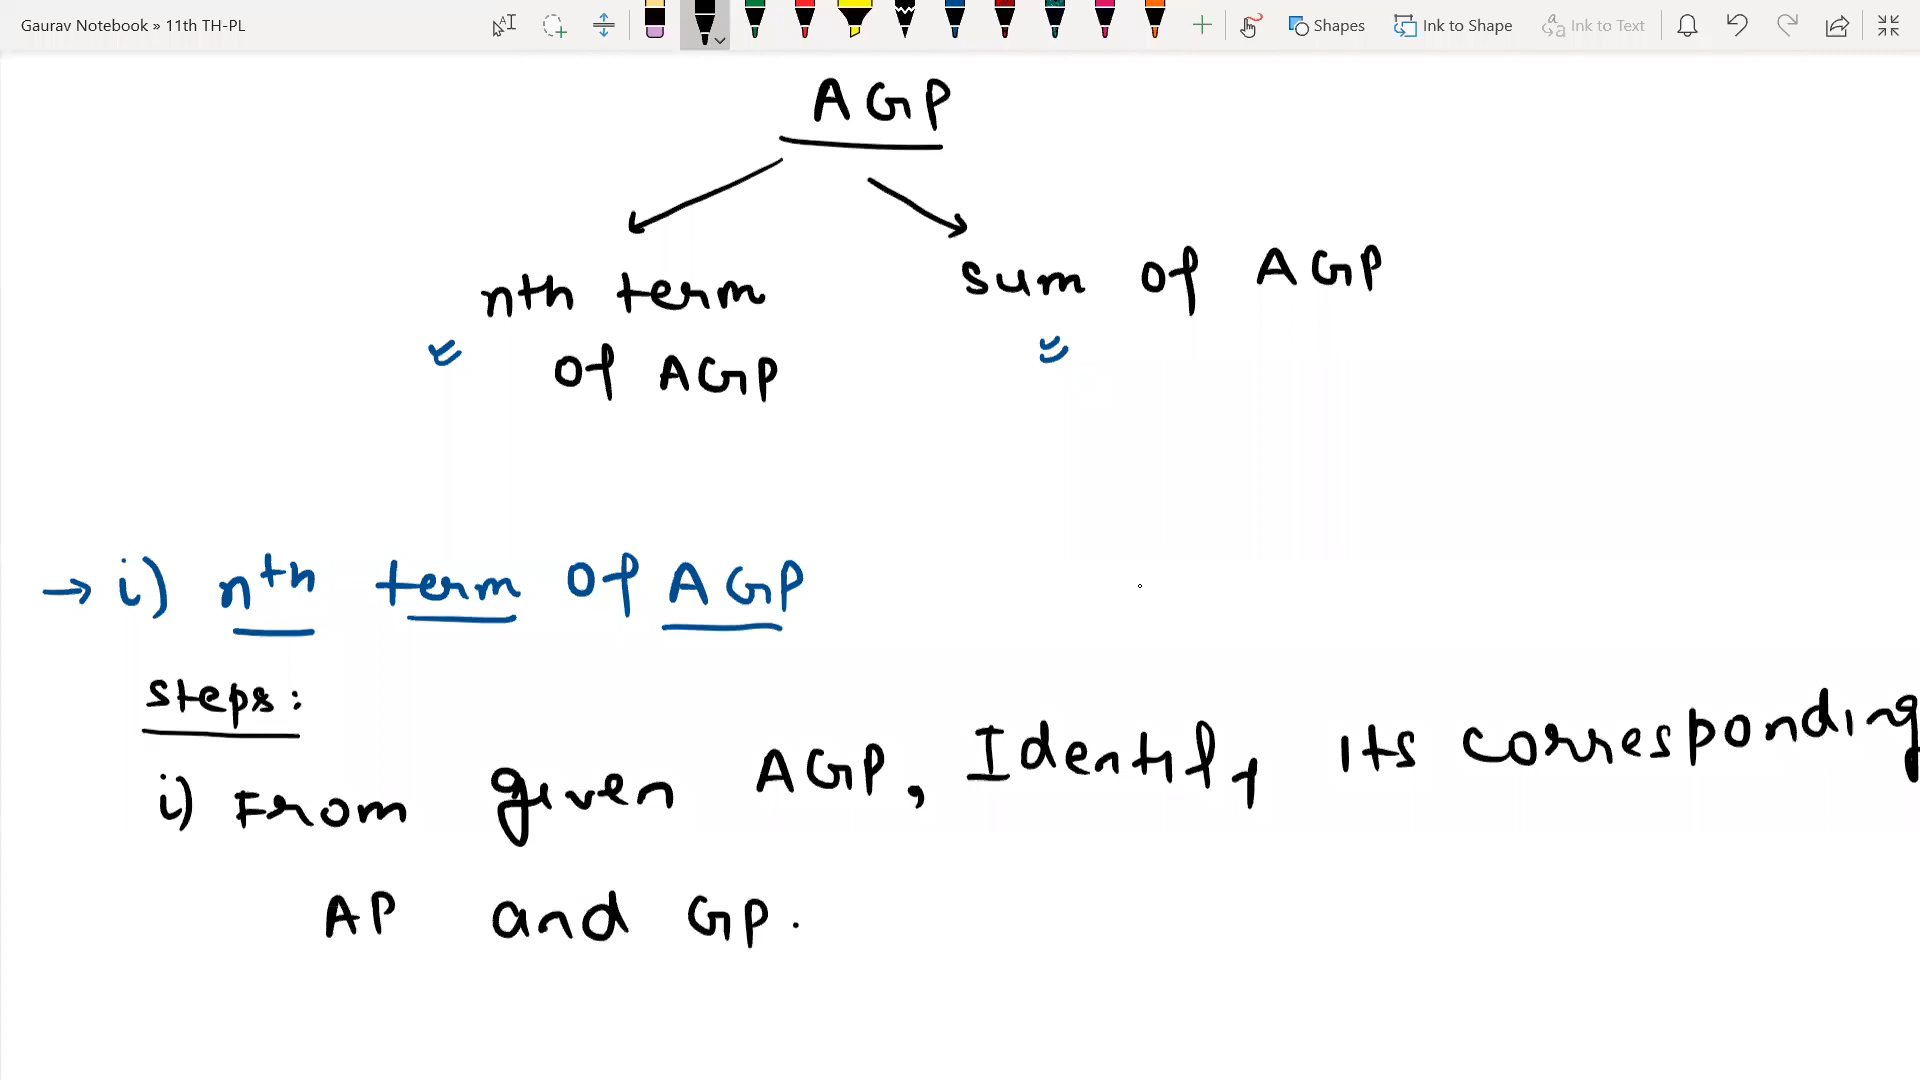 Gaurav Notebook » 11th TH-PL
Shapes
Ink to Shape
Ink to Text
AGP
nth term
of AGP
sum of AGP
→ i) nth term of AGP
steps:
i) From given AGP, Identify its corresponding
AP and GP.